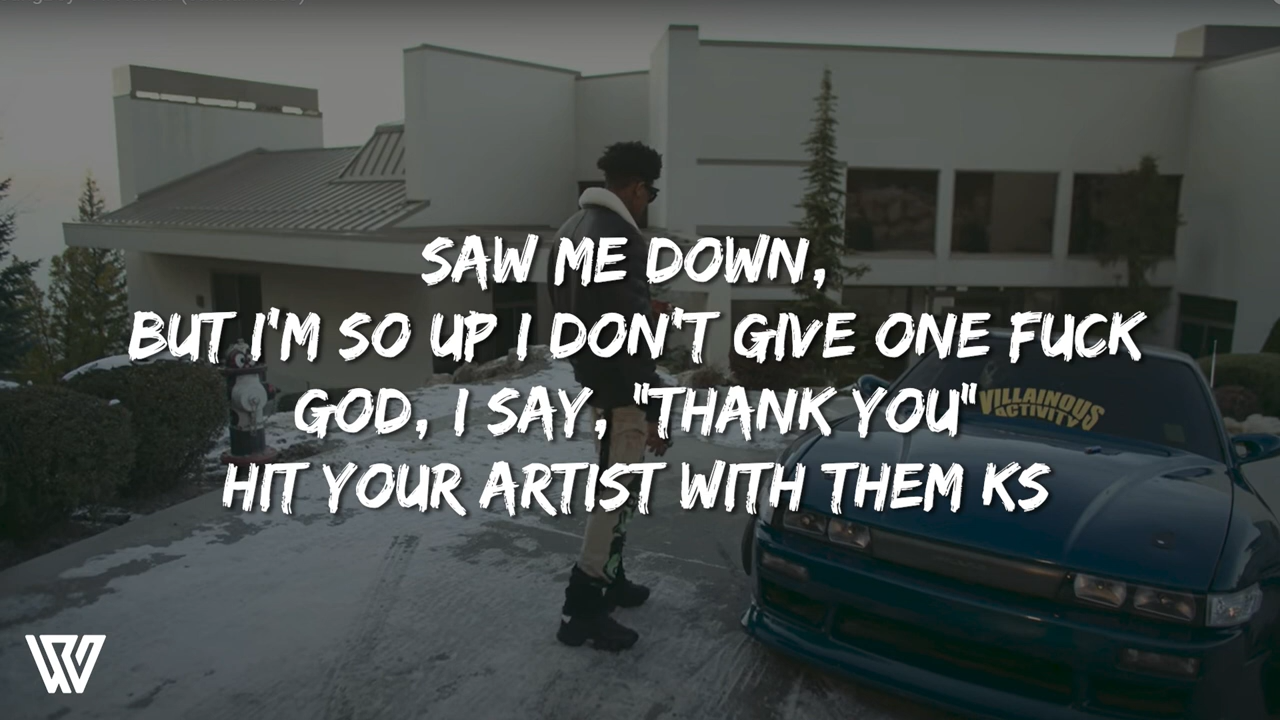 SAW ME DOWN,
BUT I'M SO UP I DON'T GIVE ONE FUCK
GOD, I SAY, "THANK YOU"
HIT YOUR ARTIST WITH THEM KS
VILLAINOUS
ACTIVITY